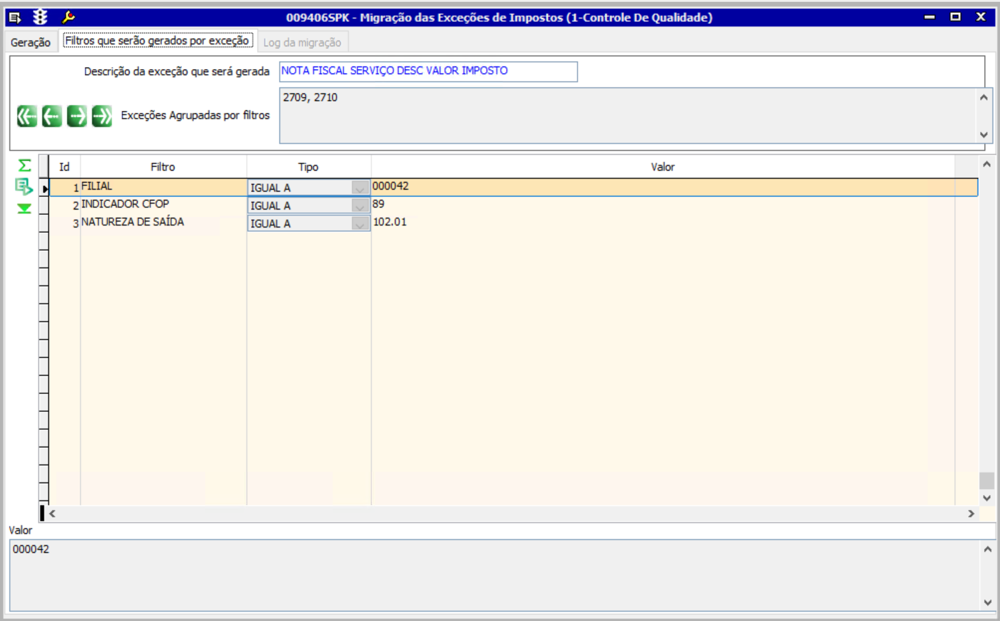 009406SPK - Migração das Exceções de Impostos (1-Controle De Qualidade)
Geração Filtros que serão gerados por exceção Log da migração
Descrição da exceção que será gerada NOTA FISCAL SERVIÇO DESC VALOR IMPOSTO
2709, 2710
Exceções Agrupadas por filtros
Id Filtro Tipo Valor
1 FILIAL IGUAL A 000042
2 INDICADOR CFOP IGUAL A 89
3 NATUREZA DE SAÍDA IGUAL A 102.01
Valor
000042